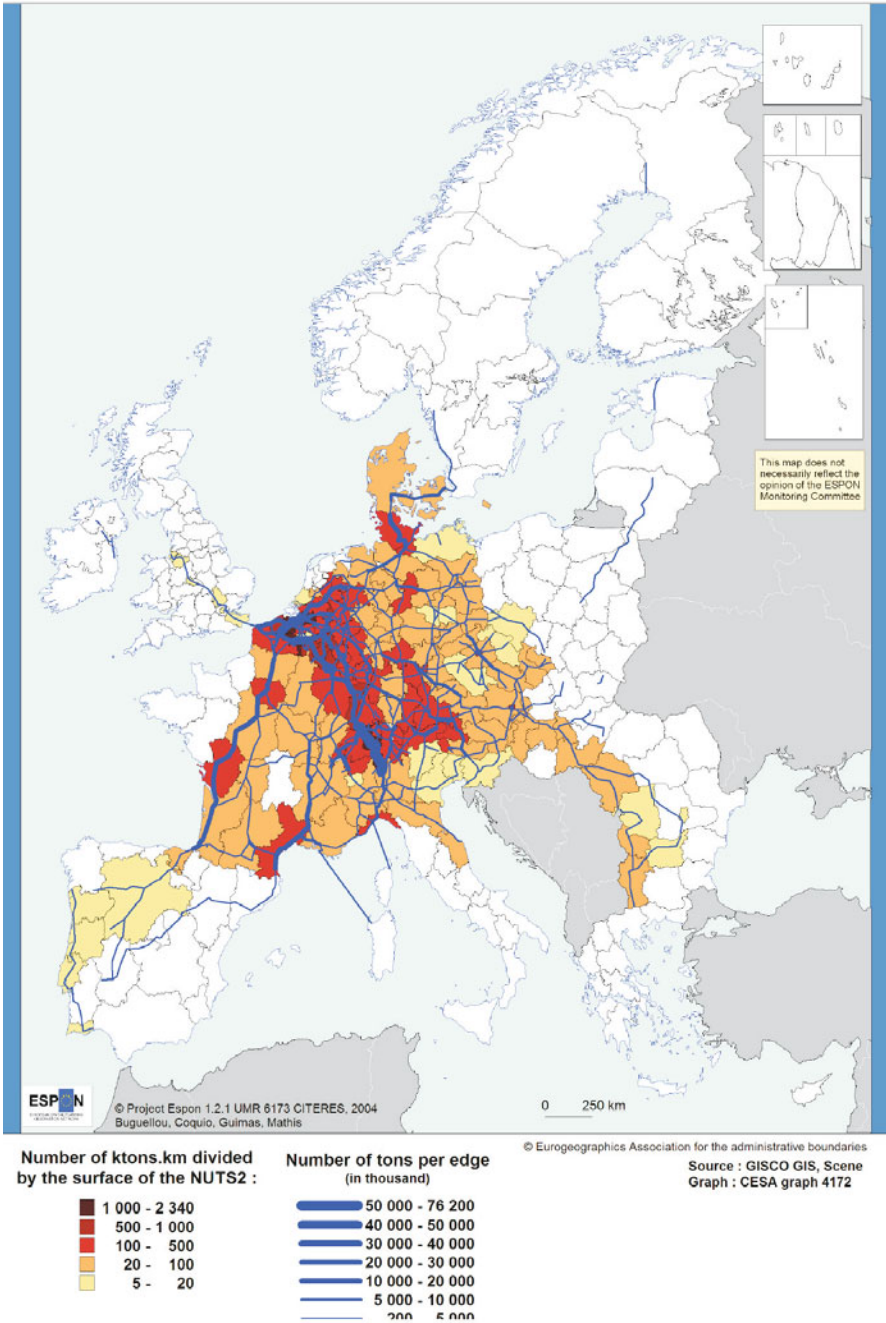 This map does not
necessarily reflect the
opinion of the ESPON
Monitoring Committee
ESPON
© Project Espon 1.2.1 UMR 6173 CITERES, 2004
Buguellou, Coquio, Guimas, Mathis
0 250 km
© Eurogeographics Association for the administrative boundaries
Source : GISCO GIS, Scene
Graph : CESA graph 4172
Number of ktons.km divided
by the surface of the NUTS2 :
1 000 - 2 340
500 - 1 000
100 - 500
20 - 100
5 - 20
Number of tons per edge
(in thousand)
50 000 - 76 200
40 000 - 50 000
30 000 - 40 000
20 000 - 30 000
10 000 - 20 000
5 000 - 10 000
200 - 5 000